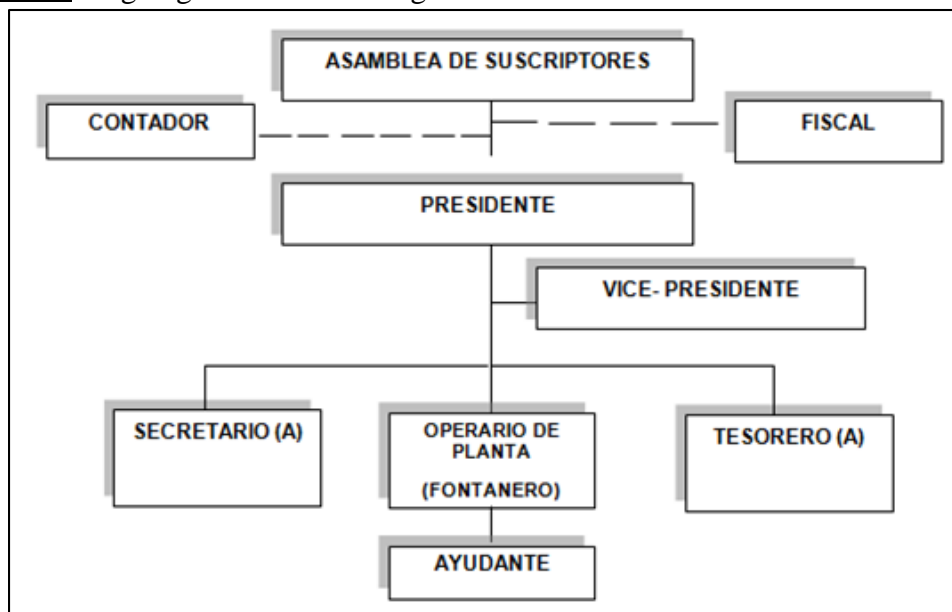 ASAMBLEA DE SUSCRIPTORES
CONTADOR
FISCAL
PRESIDENTE
VICE- PRESIDENTE
SECRETARIO (A)
OPERARIO DE
PLANTA
(FONTANERO)
TESORERO (A)
AYUDANTE